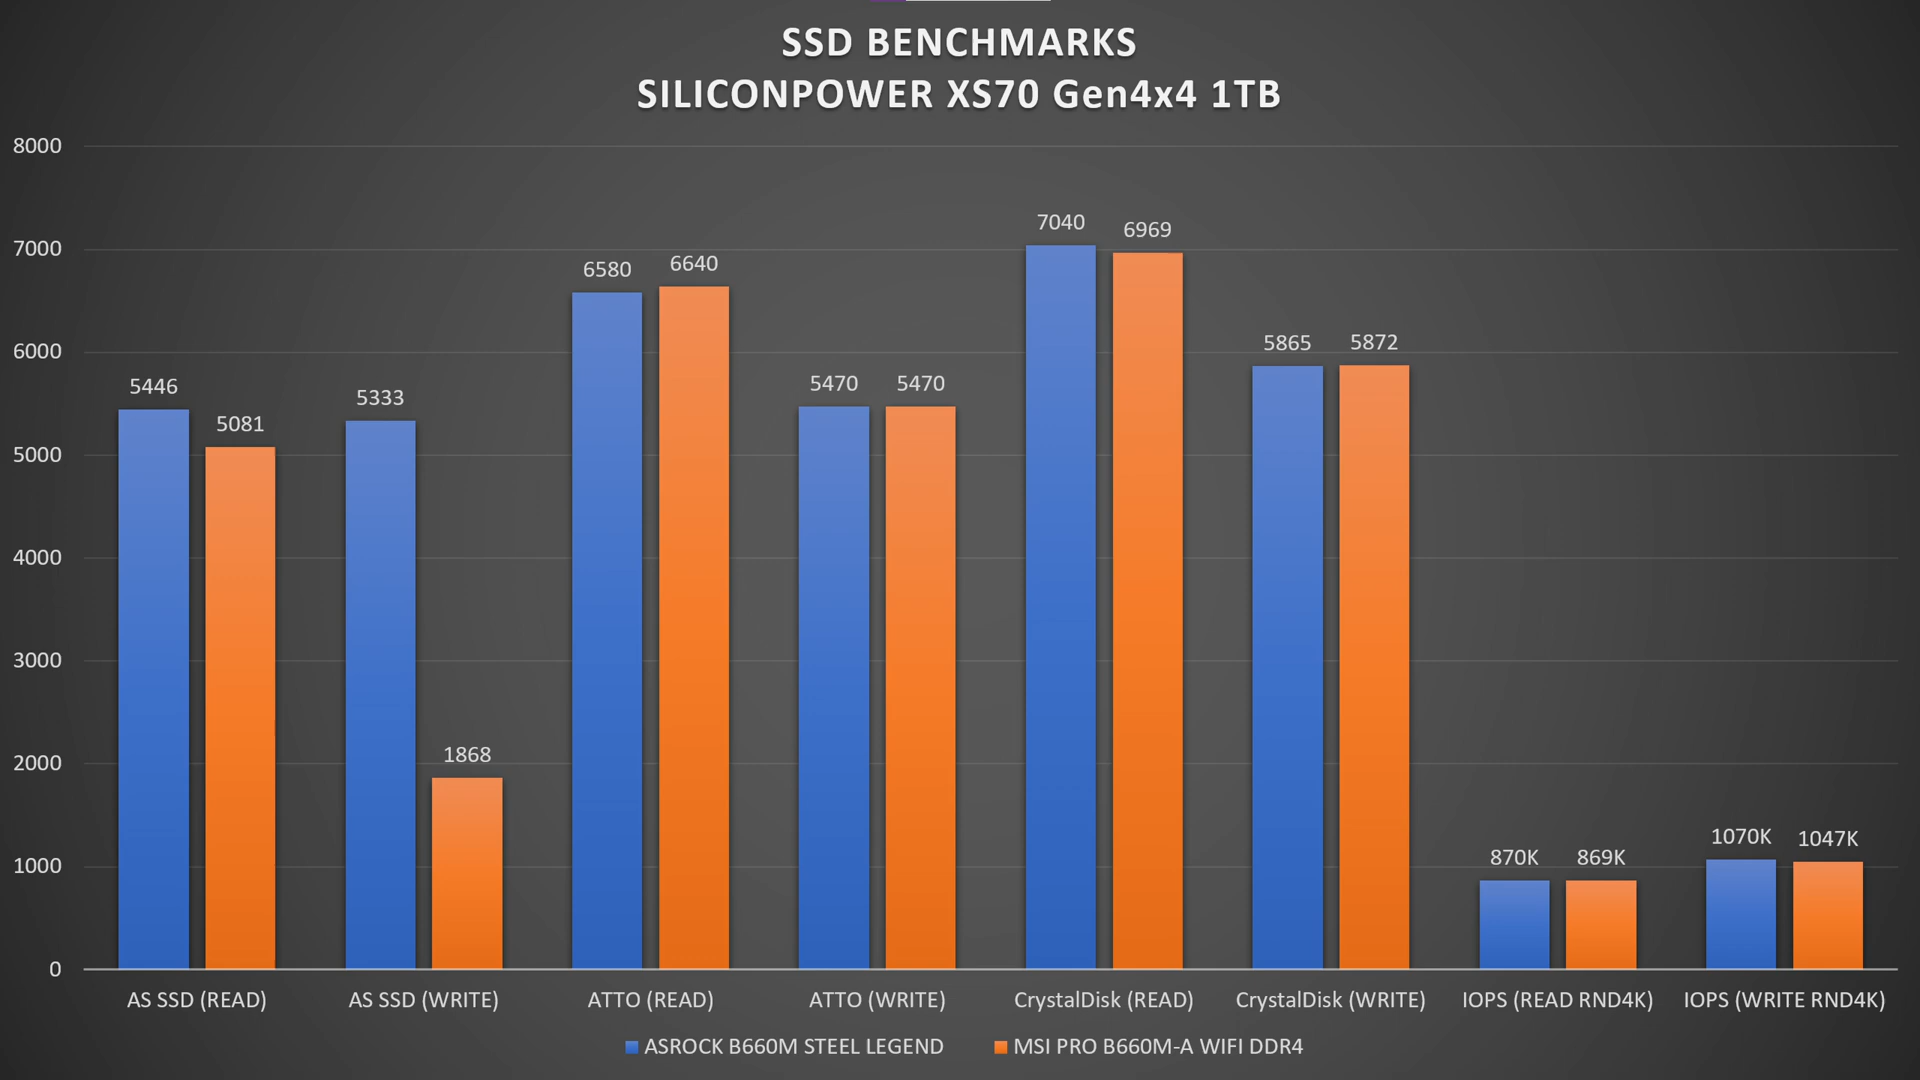 SSD BENCHMARKS
SILICONPOWER XS70 Gen4x4 1TB
8000
7000
6000
5000
4000
3000
2000
1000
0
5446
5081
5333
1868
6580
6640
5470
5470
7040
6969
5865
5872
870K
869K
1070K
1047K
AS SSD (READ)
AS SSD (WRITE)
ATTO (READ)
ATTO (WRITE)
CrystalDisk (READ)
CrystalDisk (WRITE)
IOPS (READ RND4K)
IOPS (WRITE RND4K)
ASROCK B660M STEEL LEGEND
MSI PRO B660M-A WIFI DDR4